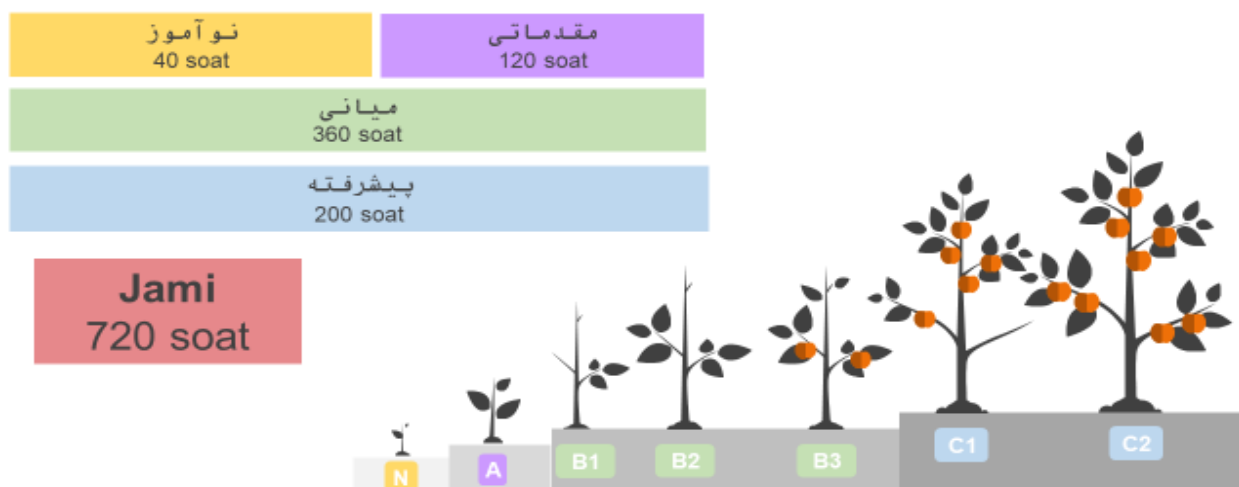 نوآموز
40 soat
مقدماتی
120 soat
میانی
360 soat
پیشرفته
200 soat
Jami
720 soat
N
A
B1
B2
B3
C1
C2